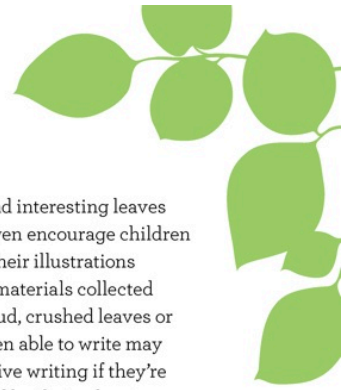 d interesting leaves
en encourage children
heir illustrations
materials collected
ud, crushed leaves or
en able to write may
ive writing if they're